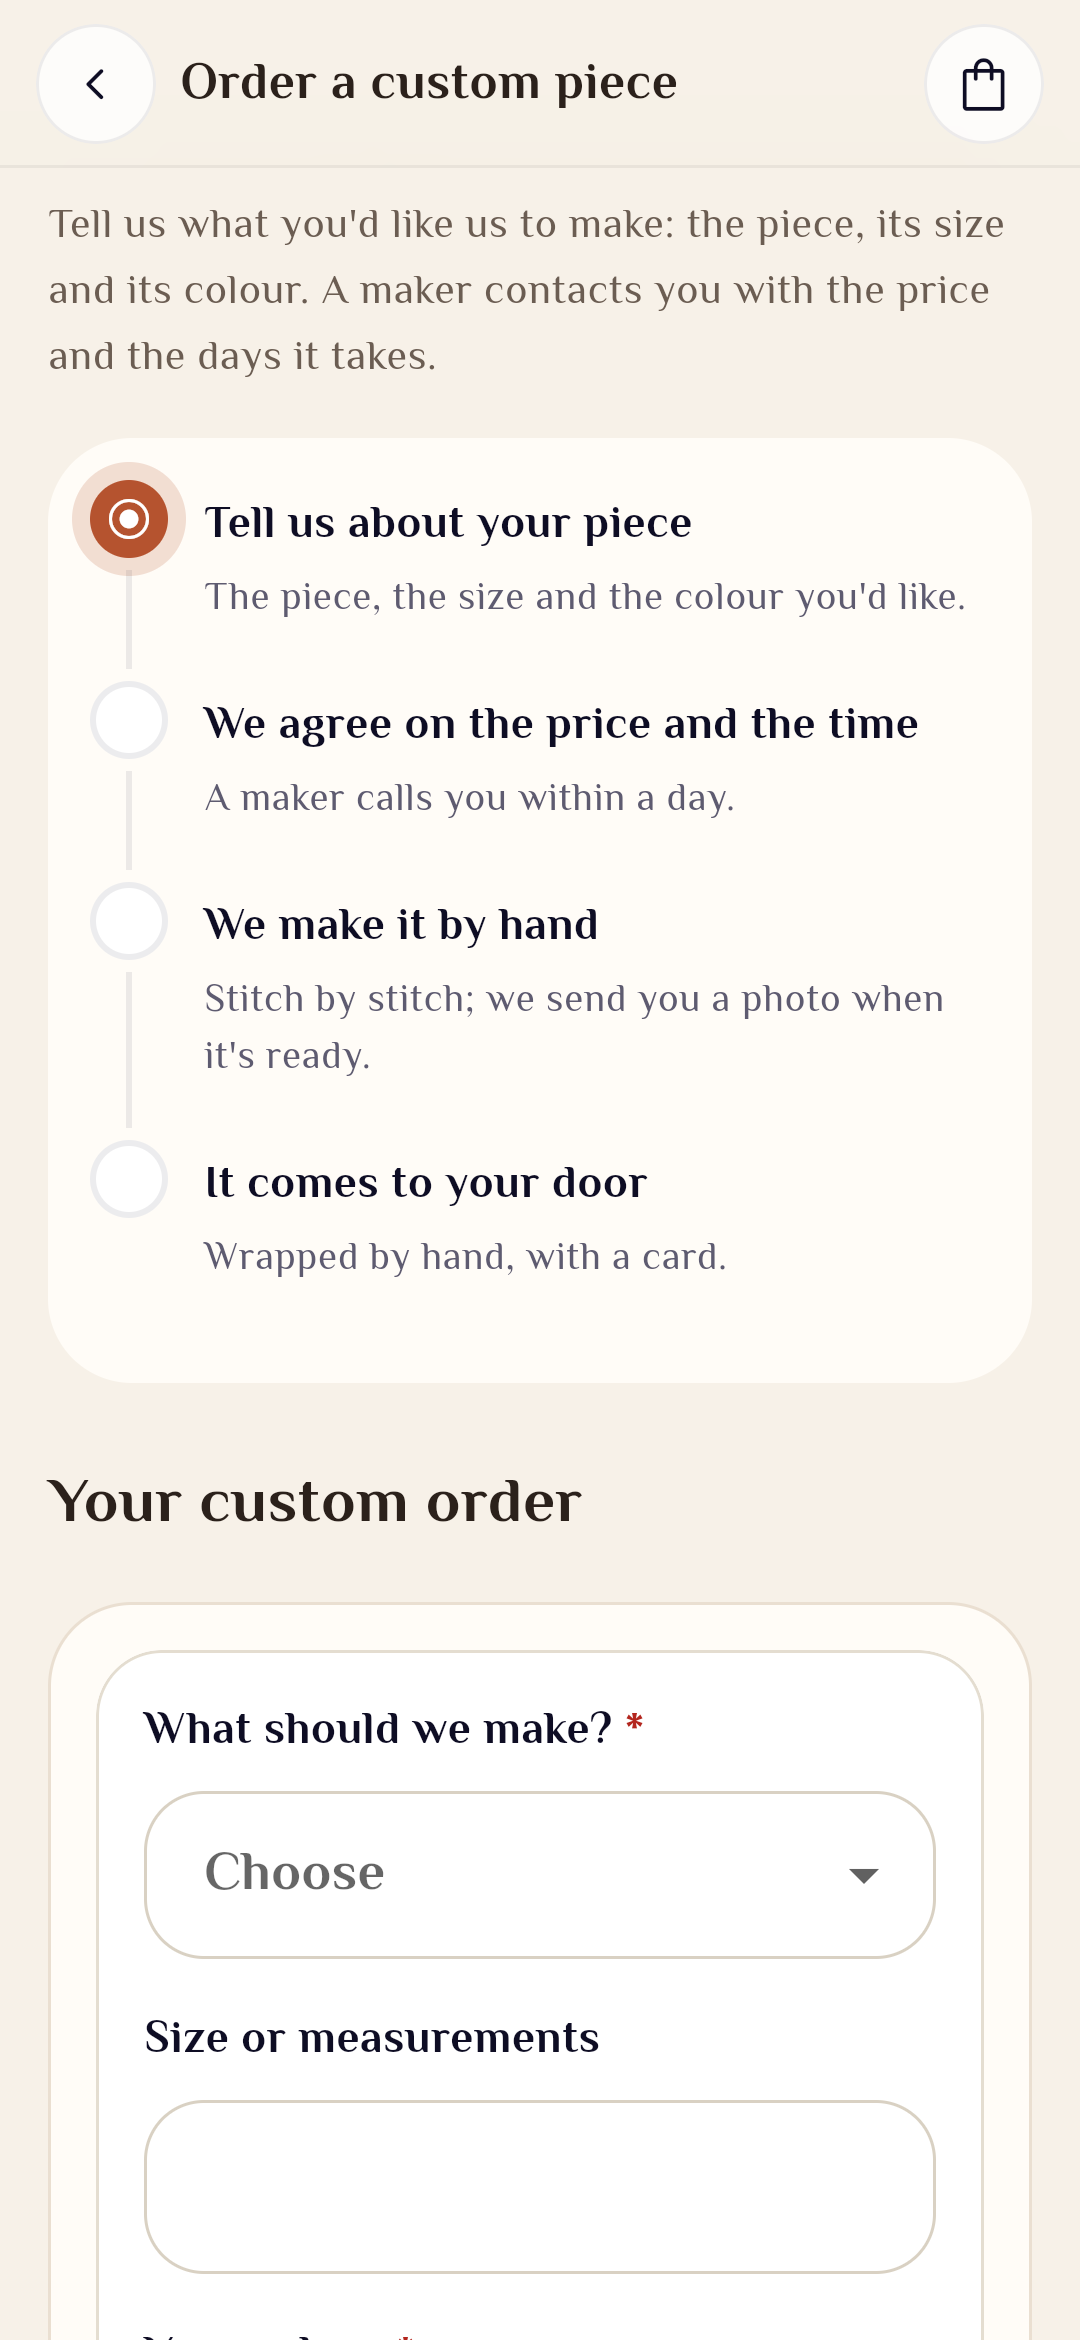 Order a custom piece
Tell us what you'd like us to make: the piece, its size
and its colour. A maker contacts you with the price
and the days it takes.
Tell us about your piece
The piece, the size and the colour you'd like.
We agree on the price and the time
A maker calls you within a day.
We make it by hand
Stitch by stitch; we send you a photo when
it's ready.
It comes to your door
Wrapped by hand, with a card.
Your custom order
What should we make? *
Choose
Size or measurements